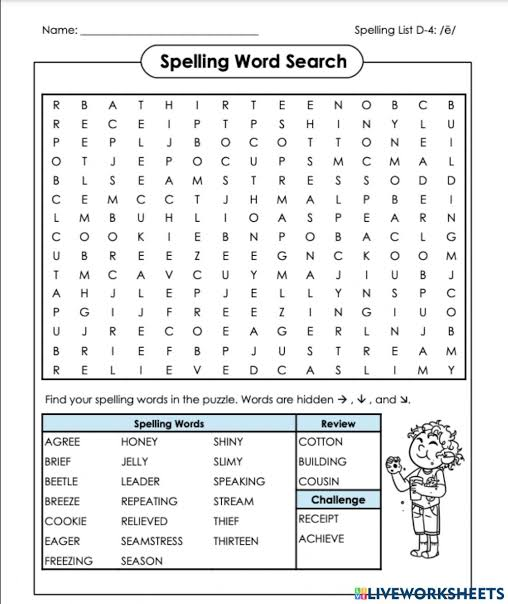 Name: ______________________________ Spelling List D-4: /ē/
Spelling Word Search
R B A T H I R T E E N O B C B
R E C E I P T P S H I N Y L U
P E P L J B O C O T T O N E I
O T J E P O C U P S M C M A L
B L S E A M S T R E S S O D D
C E M C C T J H M A L P B E I
L M B U H L I O A S P E A R N
C O O K I E B N P O B A C L G
U B R E E Z E E G N C K O O M
T M C A V C U Y M A J I U B J
A H J L E P J E L L Y N S P C
P G I J F R E E Z I N G I U O
U J R E C O E A G E R L N J B
B R I E F B P J U S T R E A M
R E L I E V E D C A S L I M Y
Find your spelling words in the puzzle. Words are hidden → , ↓ , and ↘.
Spelling Words Review
AGREE HONEY SHINY COTTON
BRIEF JELLY SLIMY BUILDING
BEETLE LEADER SPEAKING COUSIN
BREEZE REPEATING STREAM Challenge
COOKIE RELIEVED THIEF RECEIPT
EAGER SEAMSTRESS THIRTEEN ACHIEVE
FREEZING SEASON
LIVEWORKSHEETS